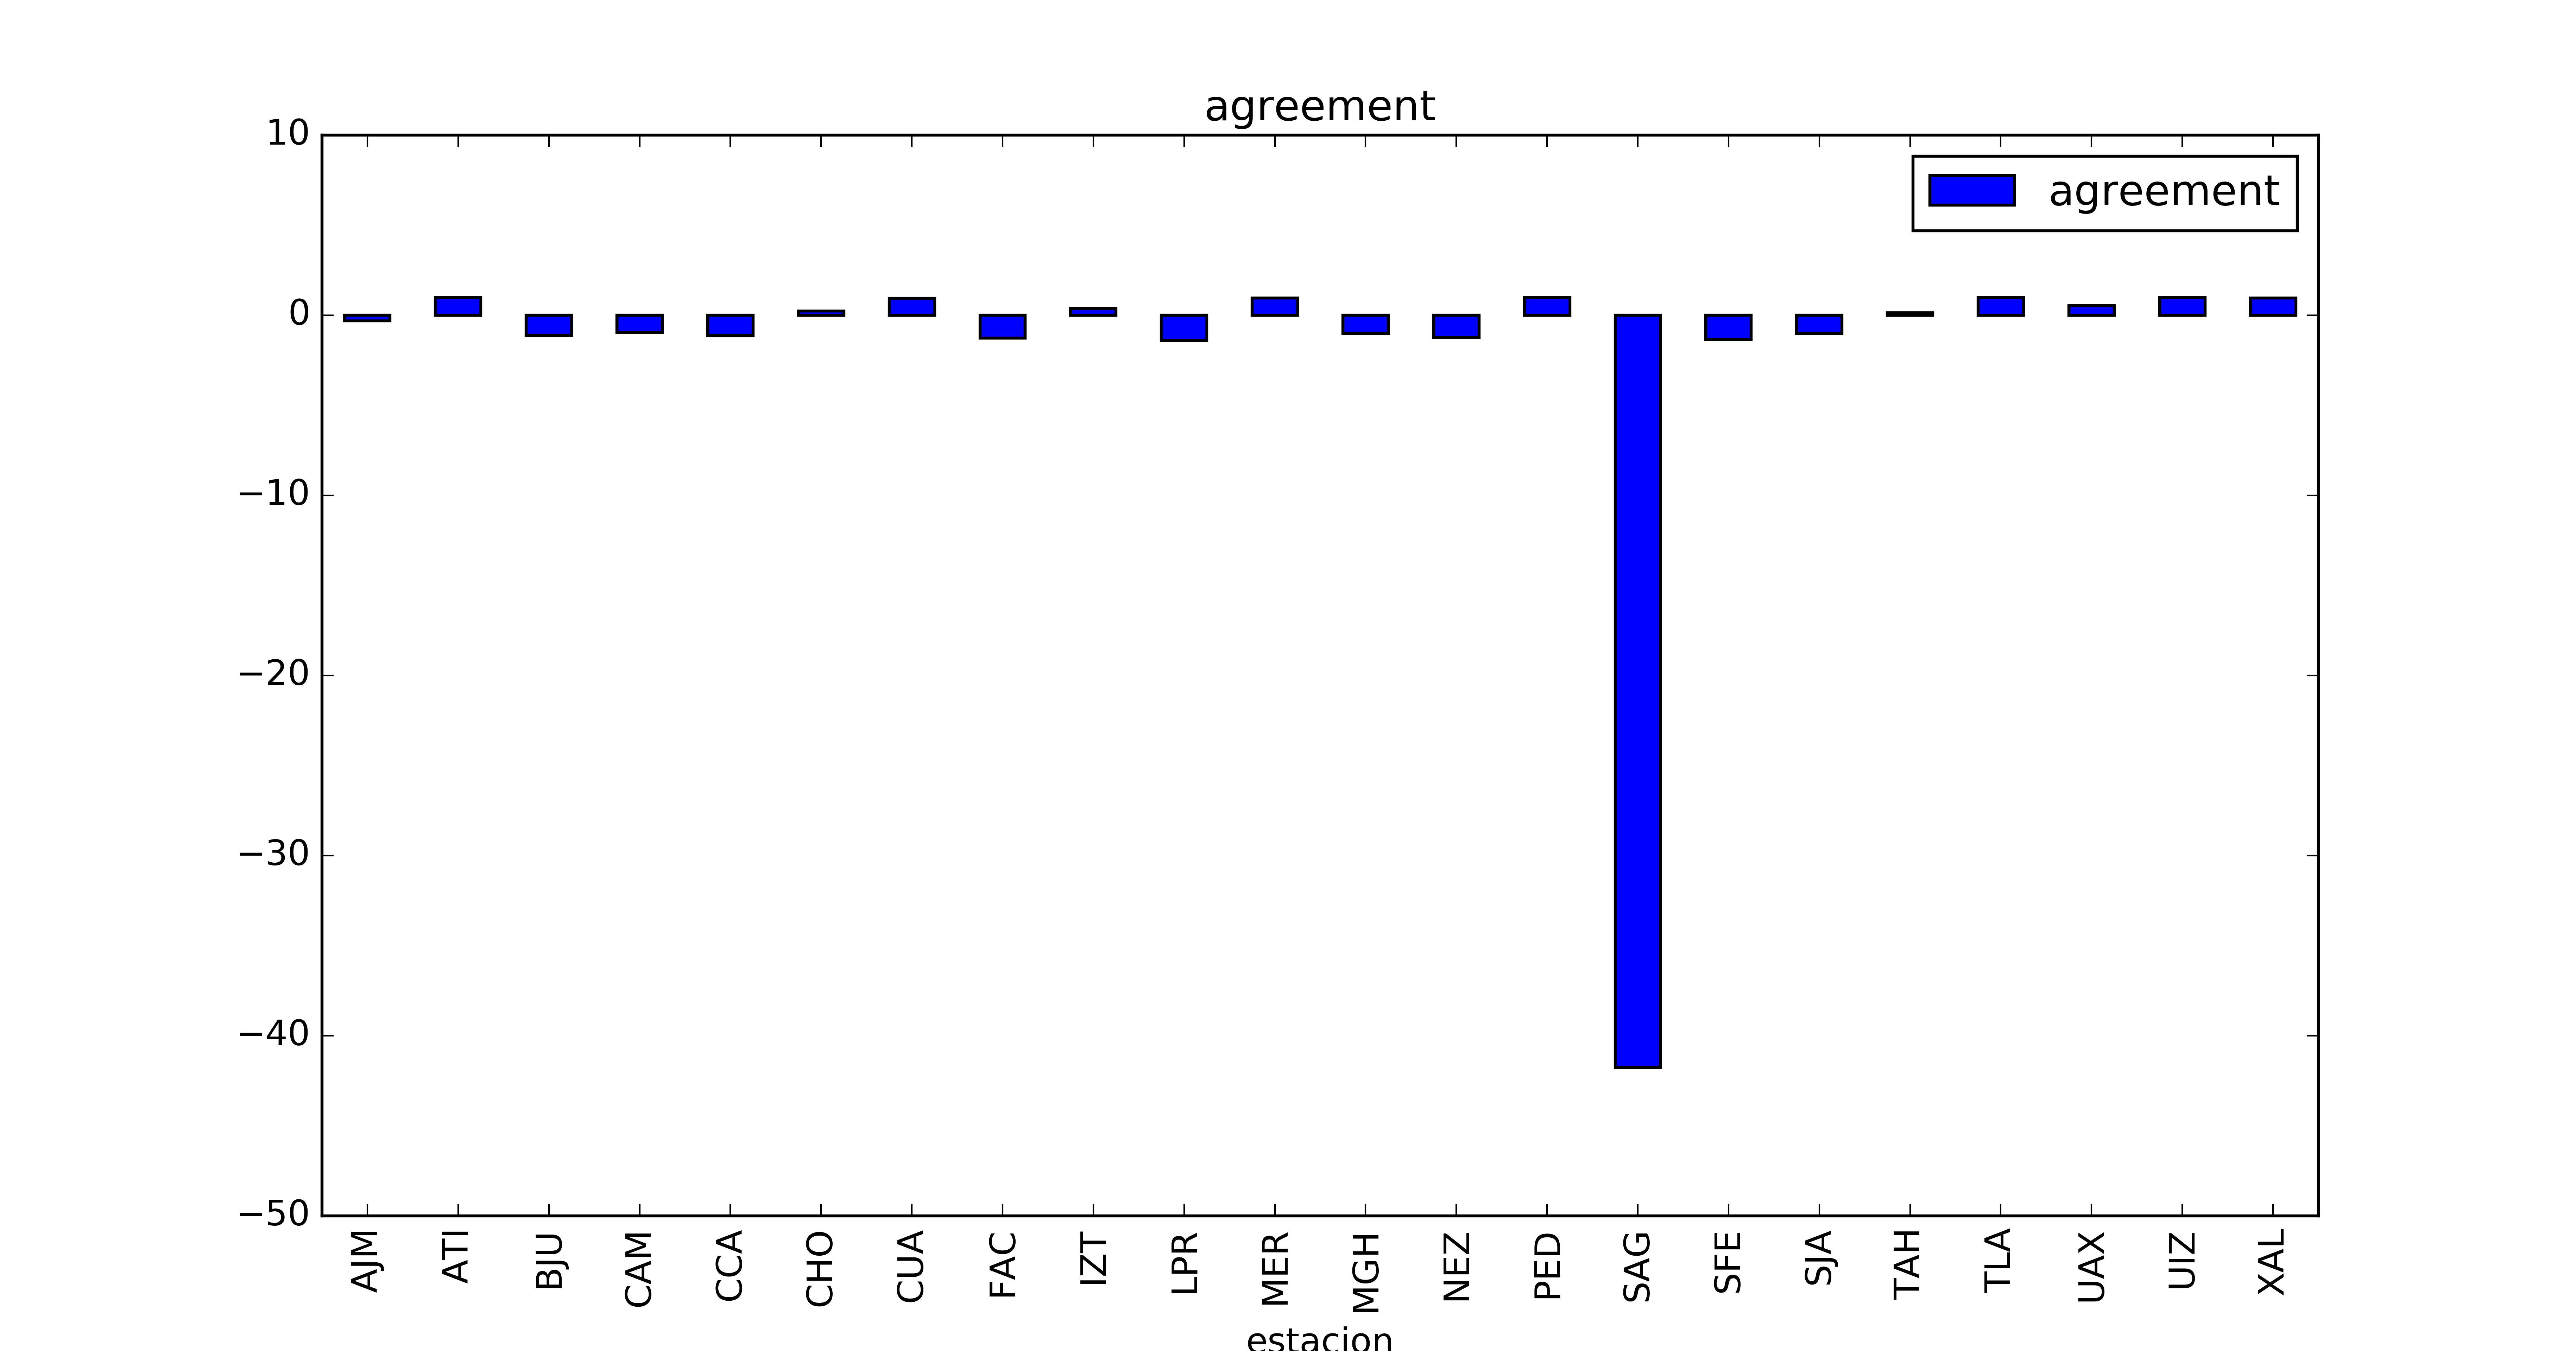 agreement
agreement
10
0
−10
−20
−30
−40
−50
AJM
ATI
BJU
CAM
CCA
CHO
CUA
FAC
IZT
LPR
MER
MGH
NEZ
PED
SAG
SFE
SJA
TAH
TLA
UAX
UIZ
XAL
estacion